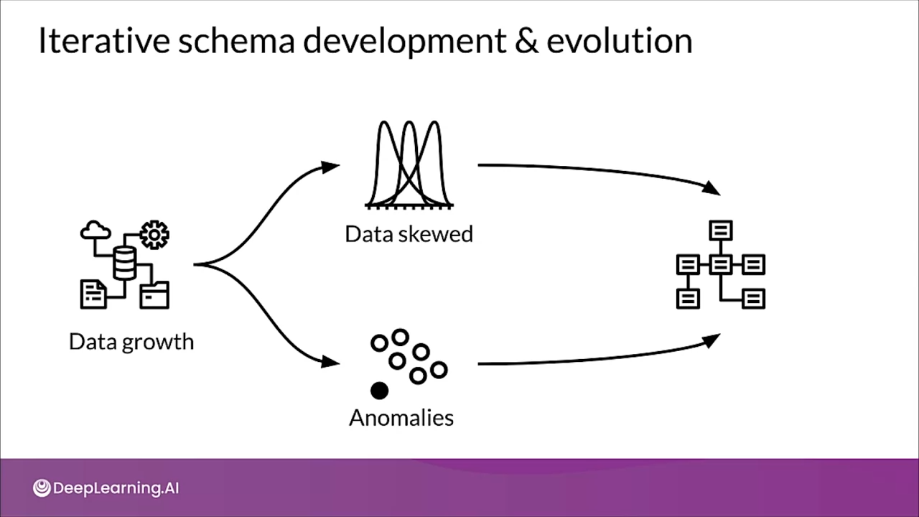 Iterative schema development & evolution
Data skewed
Data growth
Anomalies
DeepLearning.AI